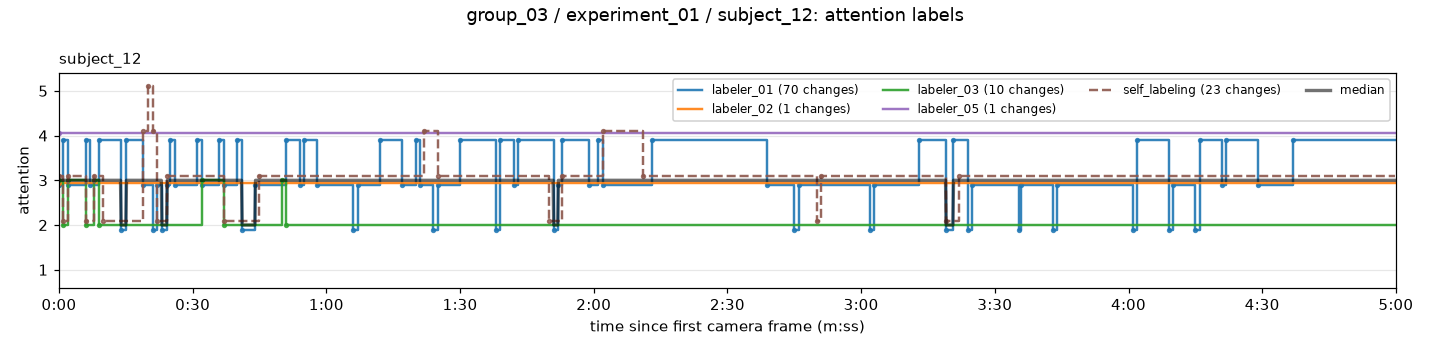 group_03 / experiment_01 / subject_12: attention labels
subject_12
labeler_01 (70 changes)
labeler_02 (1 changes)
labeler_03 (10 changes)
labeler_05 (1 changes)
self_labeling (23 changes)
median
attention
5
4
3
2
1
0:00 0:30 1:00 1:30 2:00 2:30 3:00 3:30 4:00 4:30 5:00
time since first camera frame (m:ss)